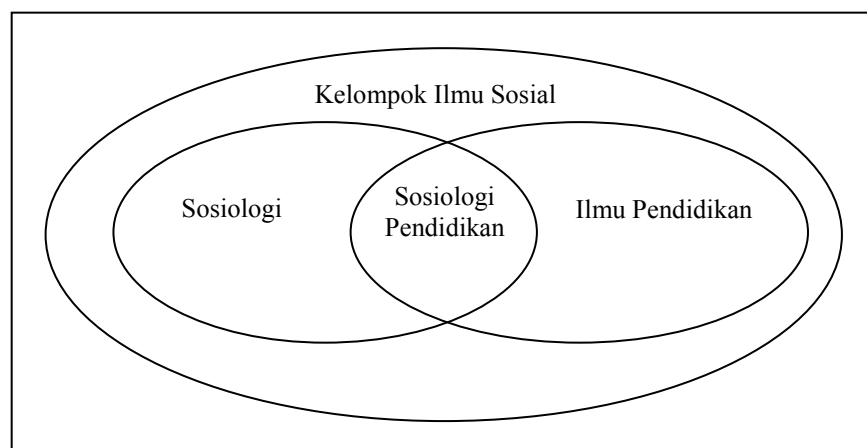 Kelompok Ilmu Sosial
Sosiologi
Sosiologi
Pendidikan
Ilmu Pendidikan